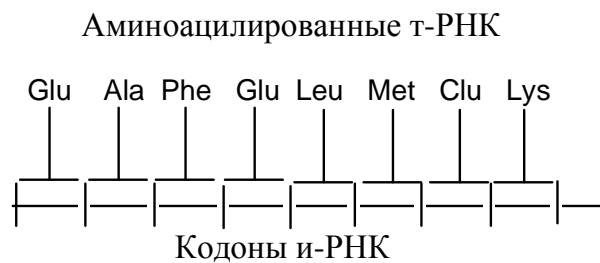 Аминоацилированные т-РНК
Glu Ala Phe Glu Leu Met Clu Lys
Кодоны и-РНК